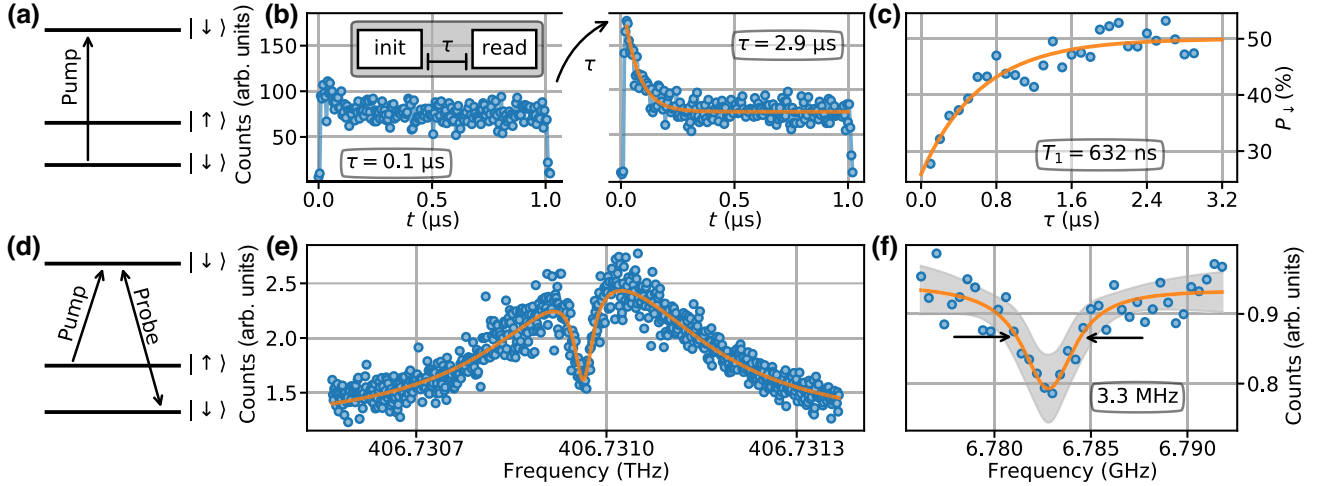 (a)
|↓⟩
|↑⟩
|↓⟩
Pump
(b)
Counts (arb. units)
150
100
50
init
τ
read
τ = 0.1 µs
0.0
0.5
1.0
t (µs)
τ
τ = 2.9 µs
0.0
0.5
1.0
t (µs)
(c)
50
40
30
P↓ (%)
T₁ = 632 ns
0.0
0.8
1.6
2.4
3.2
τ (µs)
(d)
|↓⟩
|↑⟩
|↓⟩
Pump
Probe
(e)
Counts (arb. units)
2.5
2.0
1.5
406.7307
406.7310
406.7313
Frequency (THz)
(f)
0.9
0.8
Counts (arb. units)
3.3 MHz
6.780
6.785
6.790
Frequency (GHz)